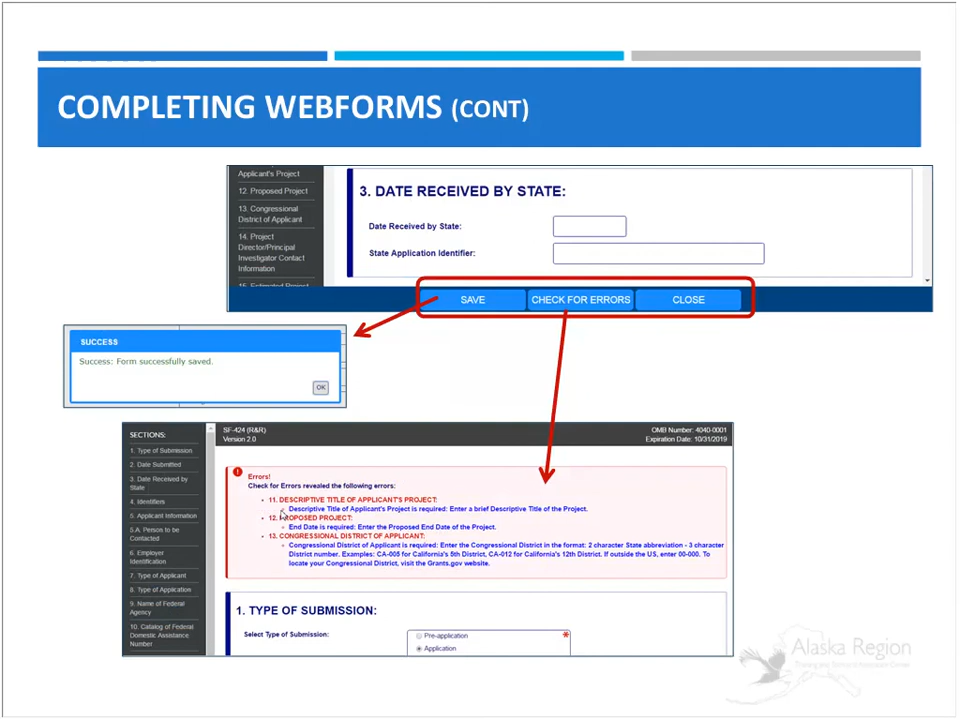 COMPLETING WEBFORMS (CONT)
Applicant's Project
12. Proposed Project
13. Congressional
District of Applicant
14. Project
Director/Principal
Investigator Contact
Information
15. Estimated Project
3. DATE RECEIVED BY STATE:
Date Received by State:
State Application Identifier:
SAVE
CHECK FOR ERRORS
CLOSE
SUCCESS
Success: Form successfully saved.
OK
SECTIONS:
1. Type of Submission
2. Date Submitted
3. Date Received by
State
4. Identifiers
5. Applicant Information
5.A. Person to be
Contacted
6. Employer
Identification
7. Type of Applicant
8. Type of Application
9. Name of Federal
Agency
10. Catalog of Federal
Domestic Assistance
Number
SF-424 (R&R)
Version 2.0
OMB Number: 4040-0001
Expiration Date: 10/31/2019
Errors!
Check for Errors revealed the following errors:
11. DESCRIPTIVE TITLE OF APPLICANT'S PROJECT:
Descriptive Title of Applicant's Project is required: Enter a brief Descriptive Title of the Project.
12. PROPOSED PROJECT:
End Date is required: Enter the Proposed End Date of the Project.
13. CONGRESSIONAL DISTRICT OF APPLICANT:
Congressional District of Applicant is required: Enter the Congressional District in the format: 2 character State abbreviation - 3 character
District number. Examples: CA-005 for California's 5th District, CA-012 for California's 12th District. If outside the US, enter 00-000. To
locate your Congressional District, visit the Grants.gov website.
1. TYPE OF SUBMISSION:
Select Type of Submission:
Pre-application
*
Application
Alaska Region